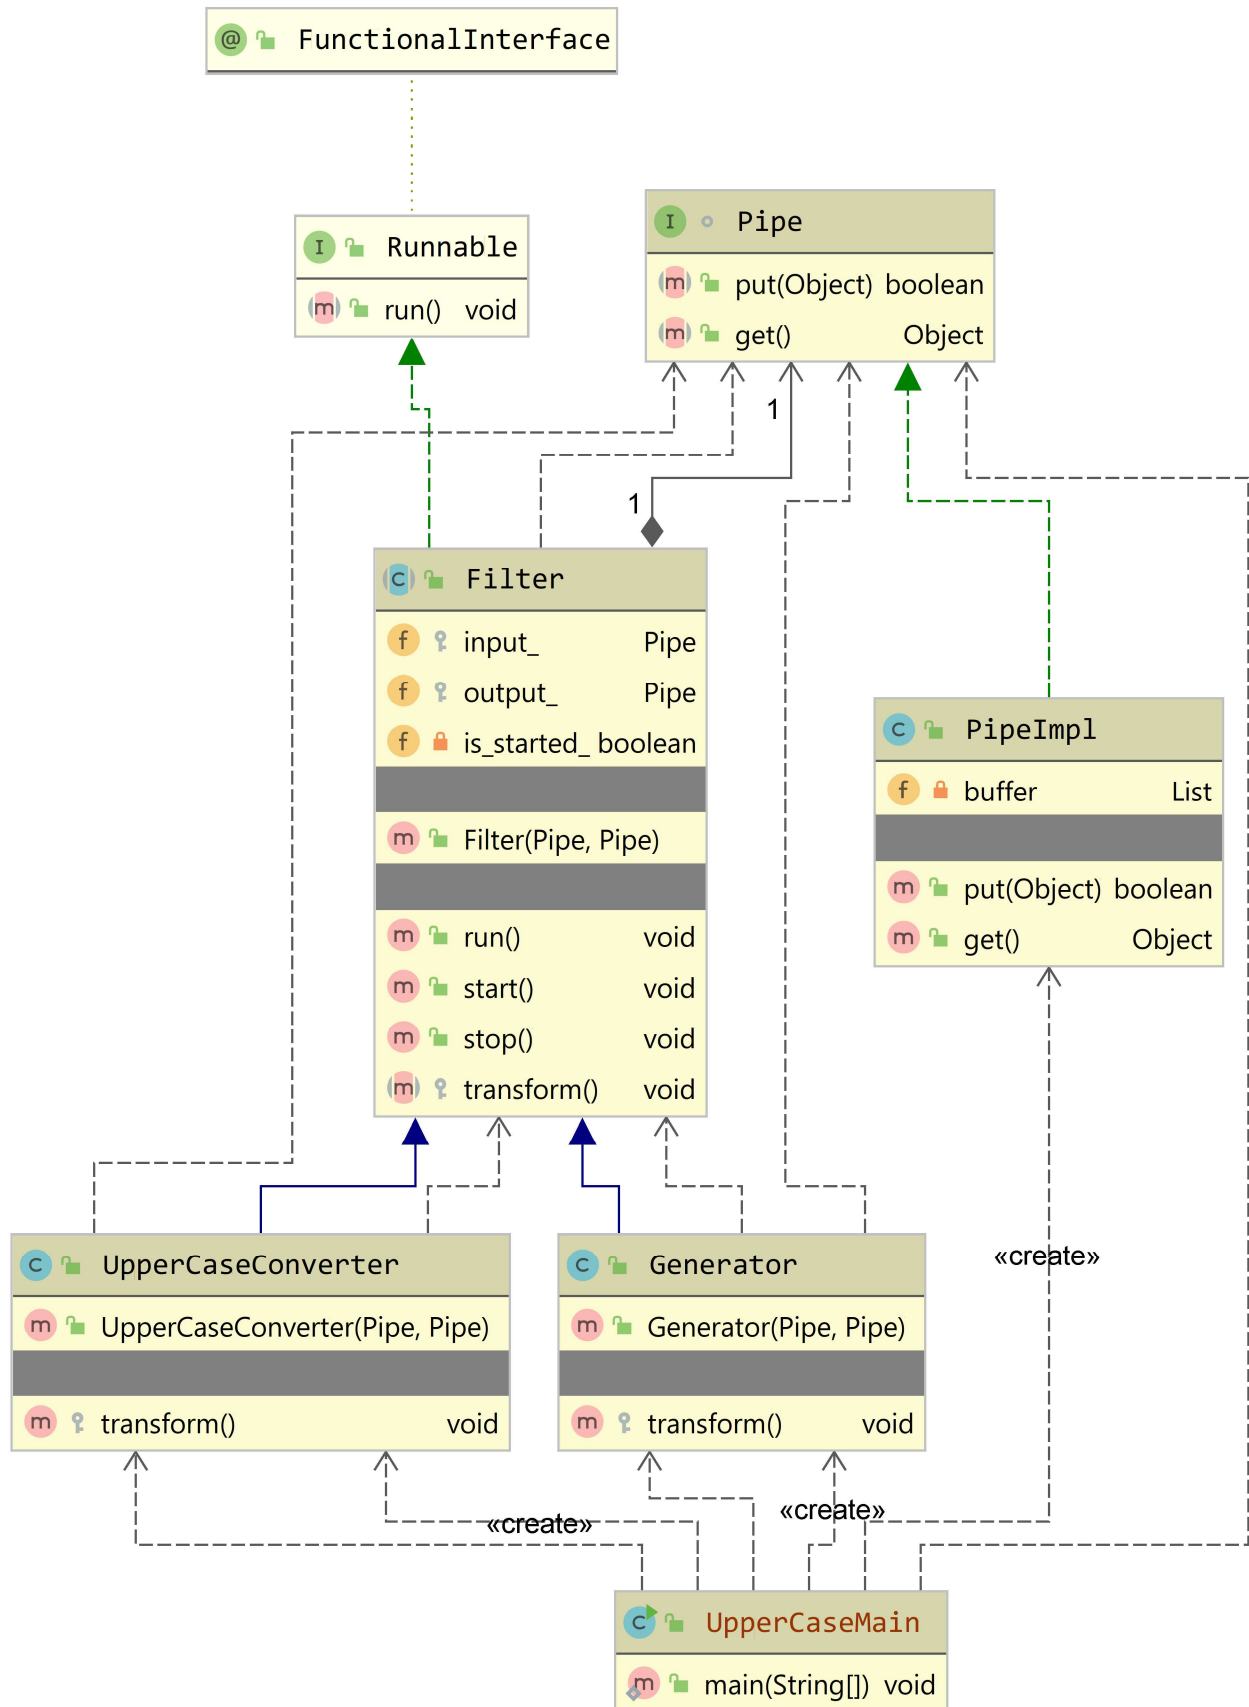 @ FunctionalInterface
I Runnable
m run() void
I Pipe
m put(Object) boolean
m get() Object
1
1
C Filter
f input_ Pipe
f output_ Pipe
f is_started_ boolean
m Filter(Pipe, Pipe)
m run() void
m start() void
m stop() void
m transform() void
C PipeImpl
f buffer List
m put(Object) boolean
m get() Object
C UpperCaseConverter
m UpperCaseConverter(Pipe, Pipe)
m transform() void
C Generator
m Generator(Pipe, Pipe)
m transform() void
«create»
«create»
«create»
C UpperCaseMain
m main(String[]) void